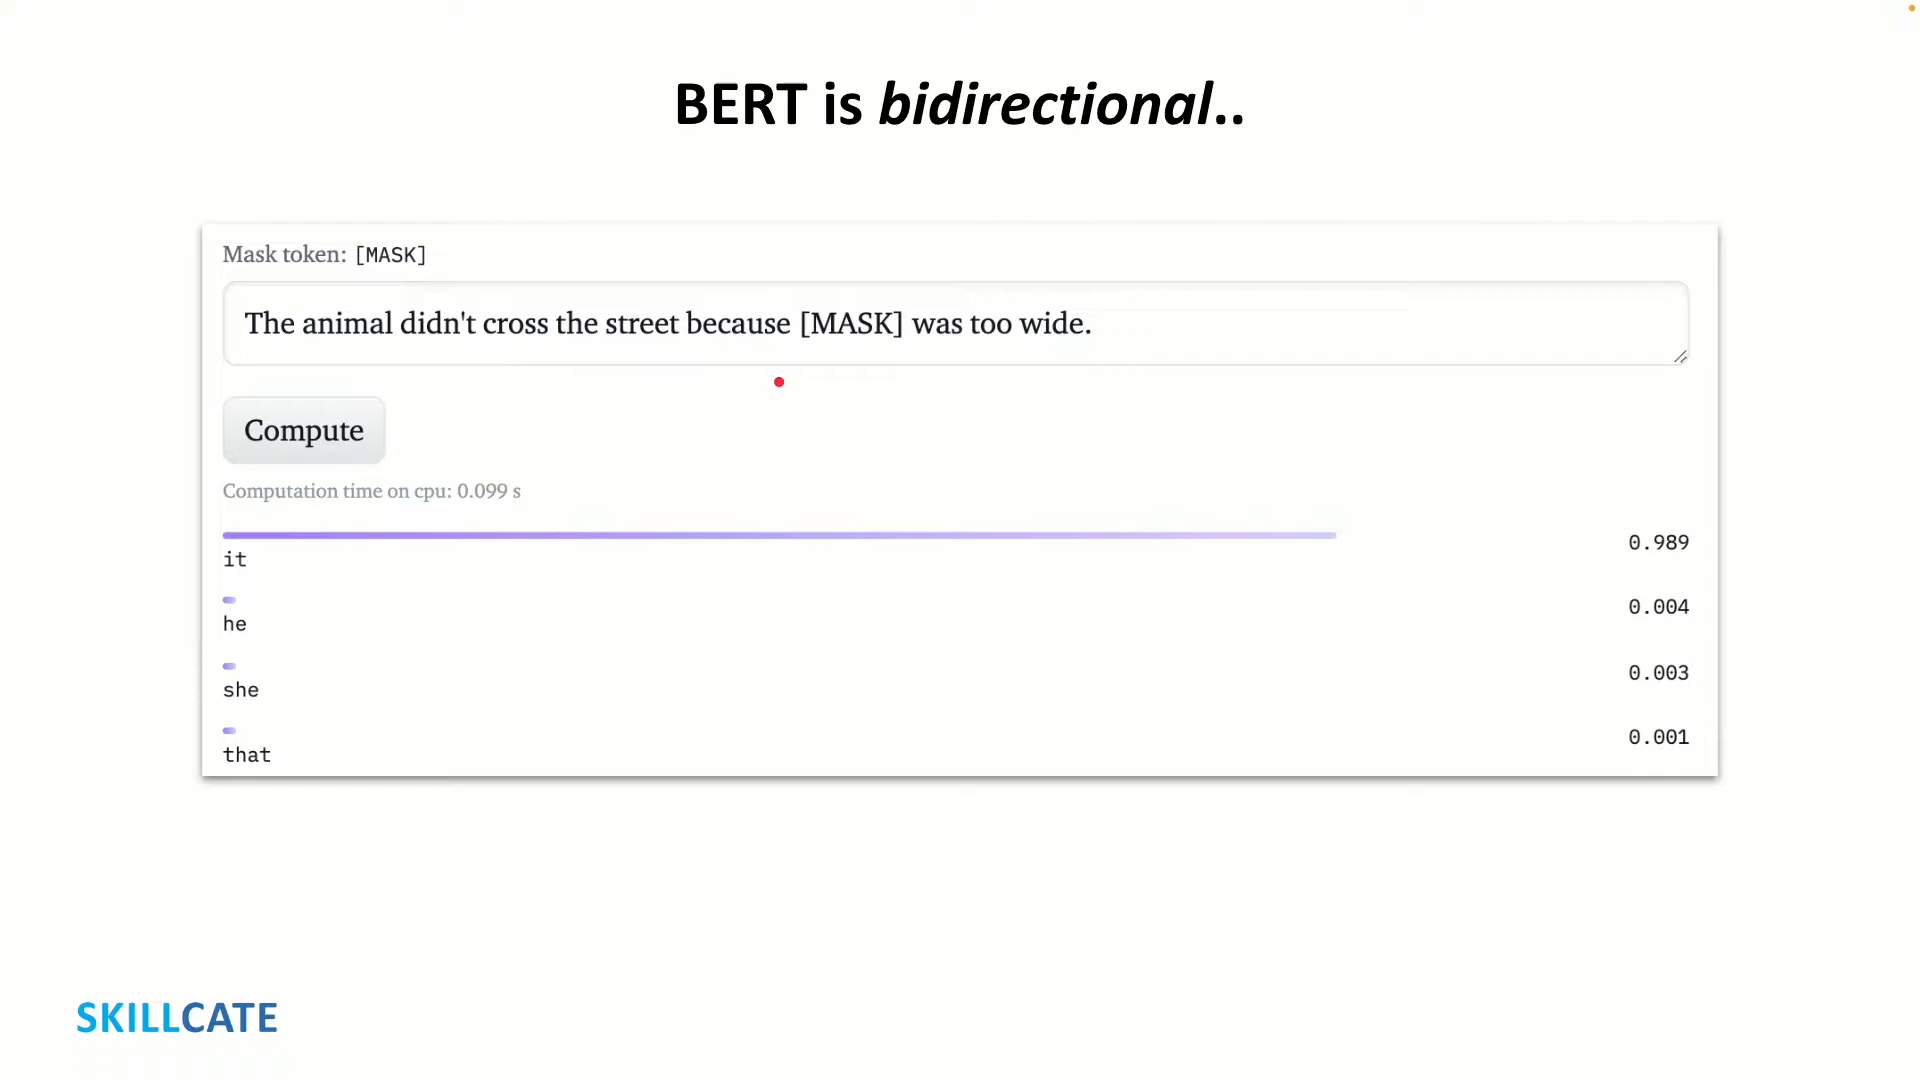 BERT is bidirectional..
Mask token: [MASK]
The animal didn't cross the street because [MASK] was too wide.
Compute
Computation time on cpu: 0.099 s
0.989
it
0.004
he
0.003
she
0.001
that
SKILLCATE